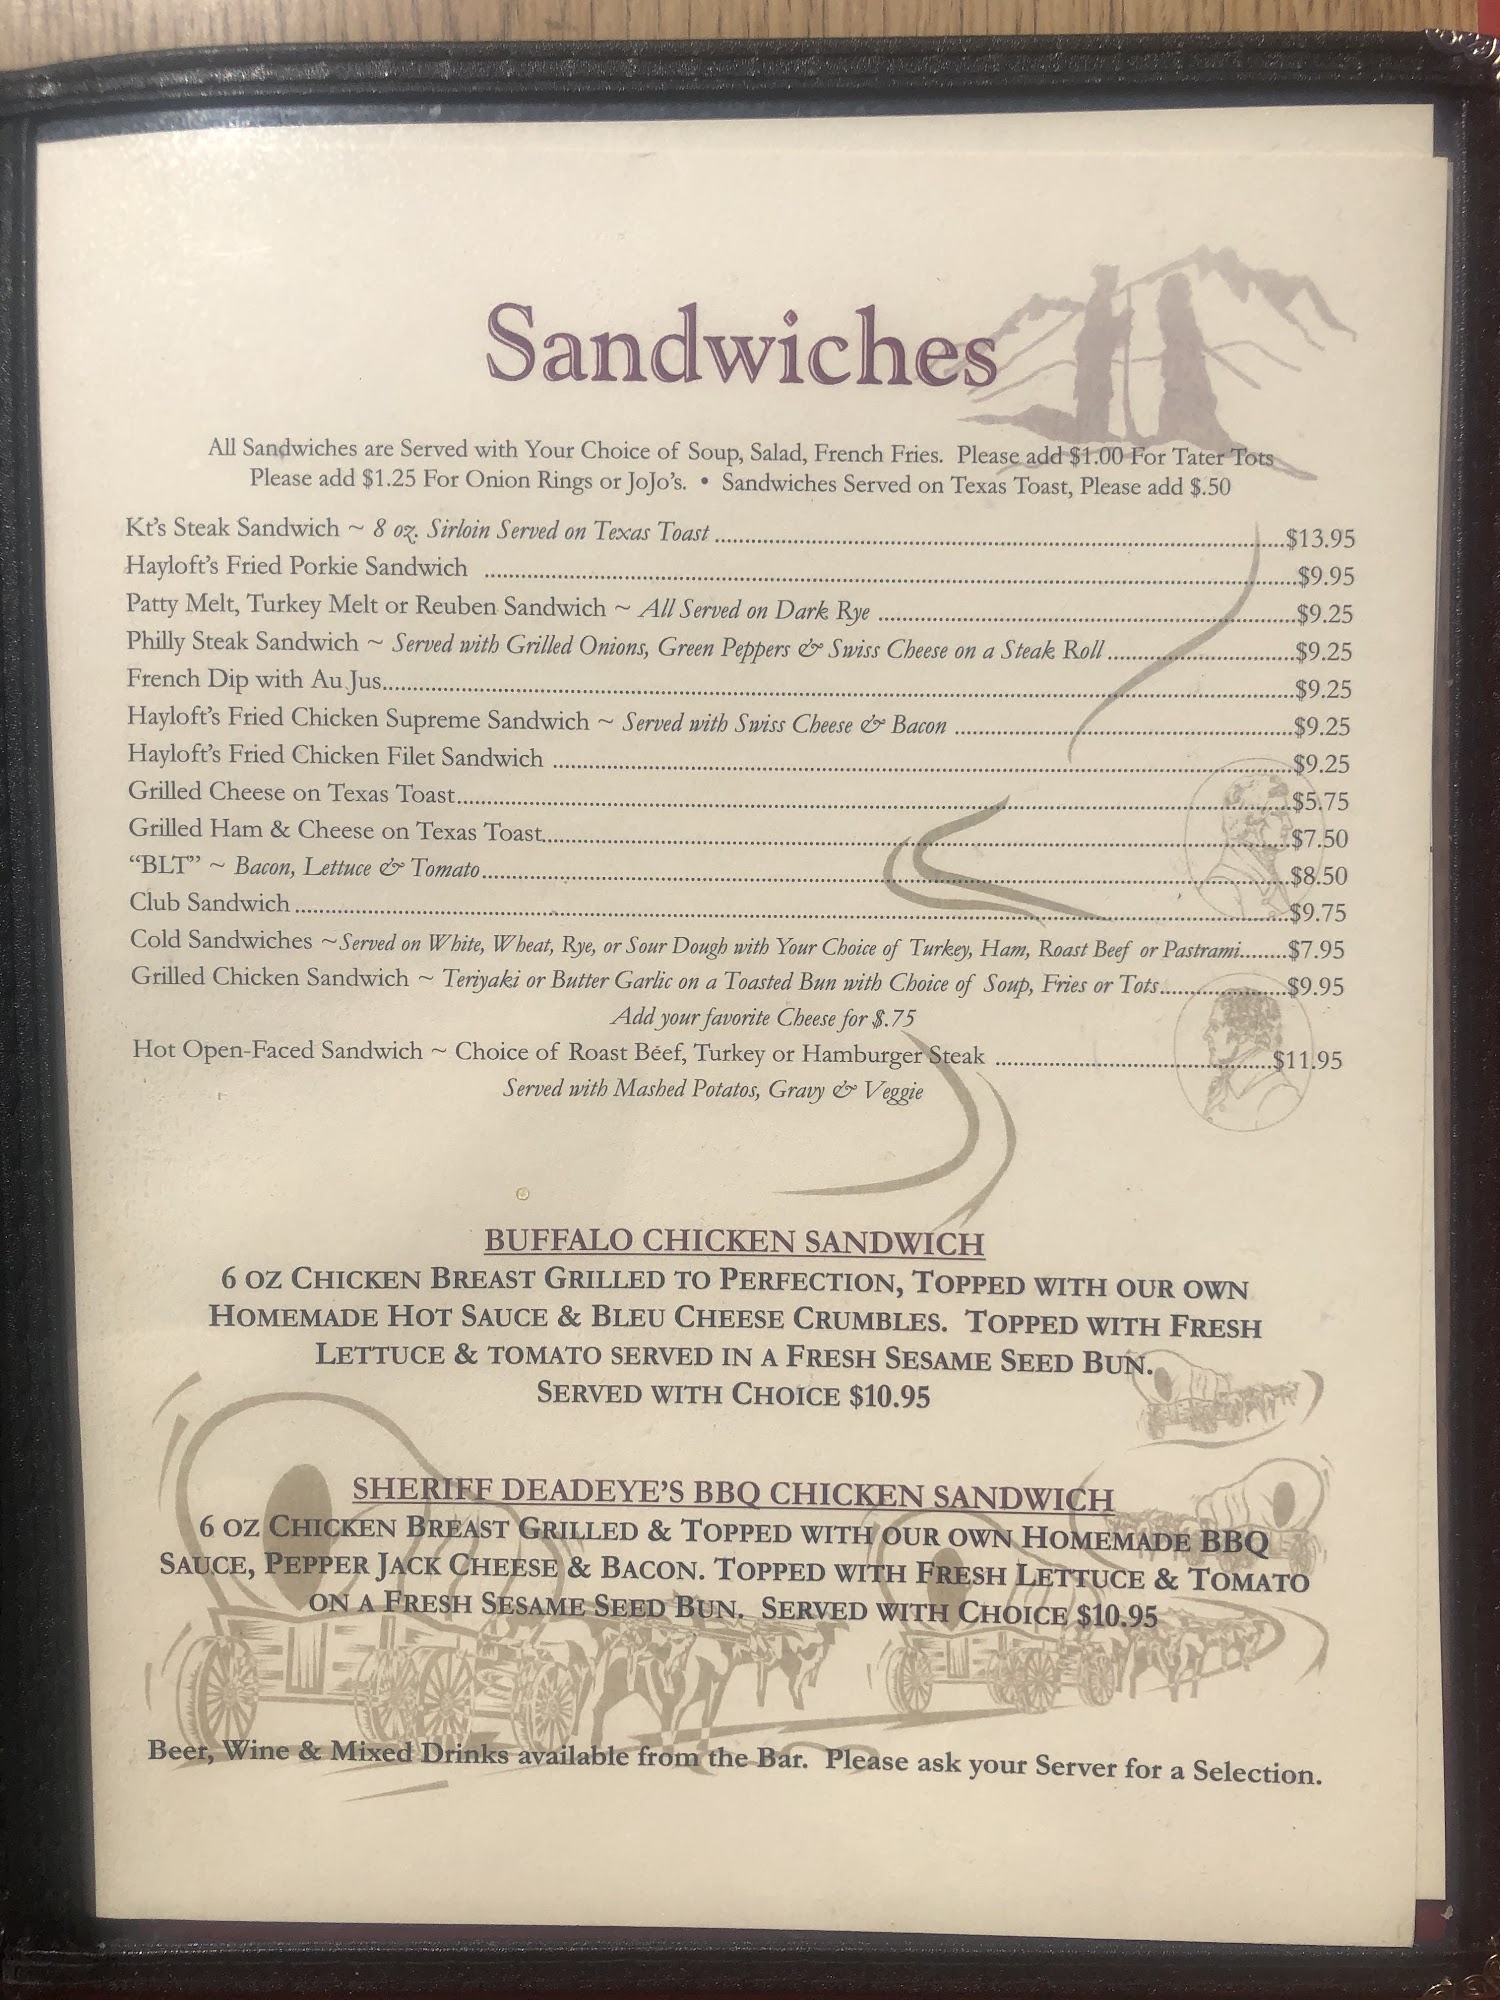 Sandwiches
All Sandwiches are Served with Your Choice of Soup, Salad, French Fries. Please add $1.00 For Tater Tots
Please add $1.25 For Onion Rings or JoJo's. • Sandwiches Served on Texas Toast, Please add $.50
Kt's Steak Sandwich ~ 8 oz. Sirloin Served on Texas Toast $13.95
Hayloft's Fried Porkie Sandwich $9.95
Patty Melt, Turkey Melt or Reuben Sandwich ~ All Served on Dark Rye $9.25
Philly Steak Sandwich ~ Served with Grilled Onions, Green Peppers & Swiss Cheese on a Steak Roll $9.25
French Dip with Au Jus $9.25
Hayloft's Fried Chicken Supreme Sandwich ~ Served with Swiss Cheese & Bacon $9.25
Hayloft's Fried Chicken Filet Sandwich $9.25
Grilled Cheese on Texas Toast $5.75
Grilled Ham & Cheese on Texas Toast $7.50
"BLT" ~ Bacon, Lettuce & Tomato $8.50
Club Sandwich $9.75
Cold Sandwiches ~ Served on White, Wheat, Rye, or Sour Dough with Your Choice of Turkey, Ham, Roast Beef or Pastrami $7.95
Grilled Chicken Sandwich ~ Teriyaki or Butter Garlic on a Toasted Bun with Choice of Soup, Fries or Tots $9.95
Add your favorite Cheese for $.75
Hot Open-Faced Sandwich ~ Choice of Roast Beef, Turkey or Hamburger Steak $11.95
Served with Mashed Potatos, Gravy & Veggie
BUFFALO CHICKEN SANDWICH
6 OZ CHICKEN BREAST GRILLED TO PERFECTION, TOPPED WITH OUR OWN
HOMEMADE HOT SAUCE & BLEU CHEESE CRUMBLES. TOPPED WITH FRESH
LETTUCE & TOMATO SERVED IN A FRESH SESAME SEED BUN.
SERVED WITH CHOICE $10.95
SHERIFF DEADEYE'S BBQ CHICKEN SANDWICH
6 OZ CHICKEN BREAST GRILLED & TOPPED WITH OUR OWN HOMEMADE BBQ
SAUCE, PEPPER JACK CHEESE & BACON. TOPPED WITH FRESH LETTUCE & TOMATO
ON A FRESH SESAME SEED BUN. SERVED WITH CHOICE $10.95
Beer, Wine & Mixed Drinks available from the Bar. Please ask your Server for a Selection.